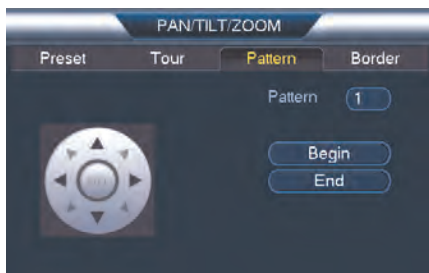 PAN/TILT/ZOOM
Preset Tour Pattern Border
Pattern 1
Begin
End